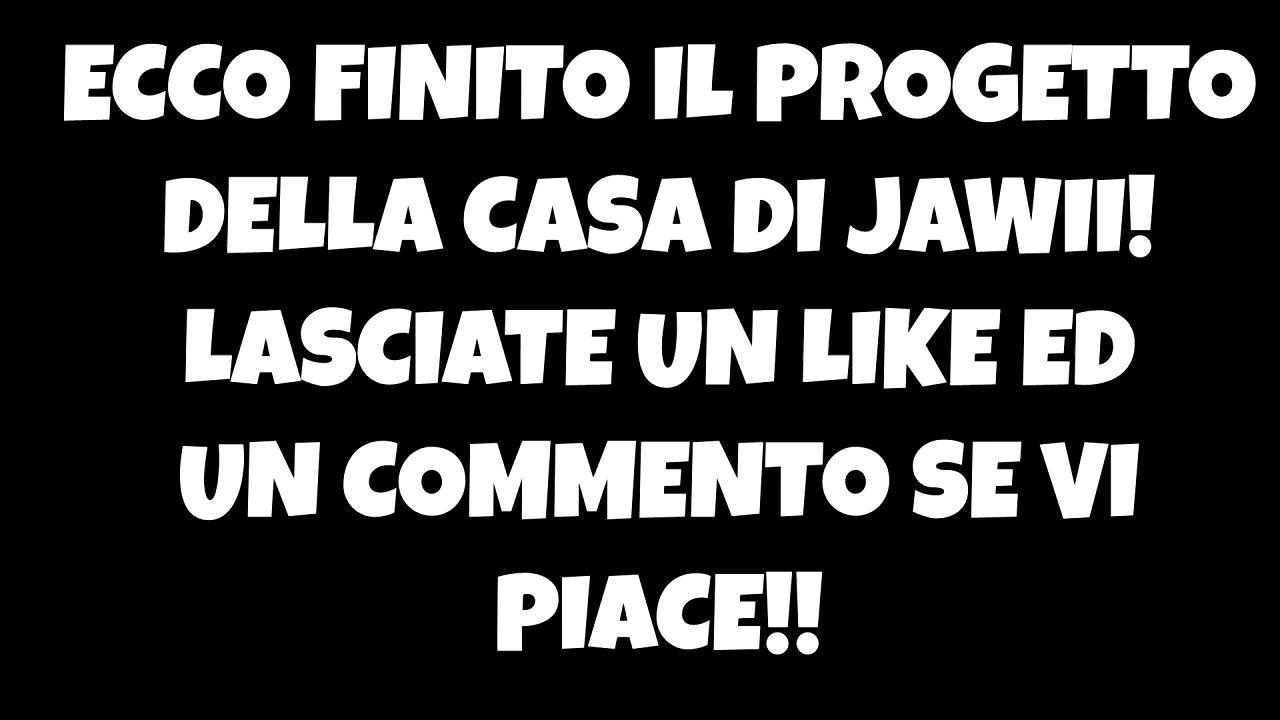 ECCO FINITO IL PROGETTO
DELLA CASA DI JAWII!
LASCIATE UN LIKE ED
UN COMMENTO SE VI
PIACE!!